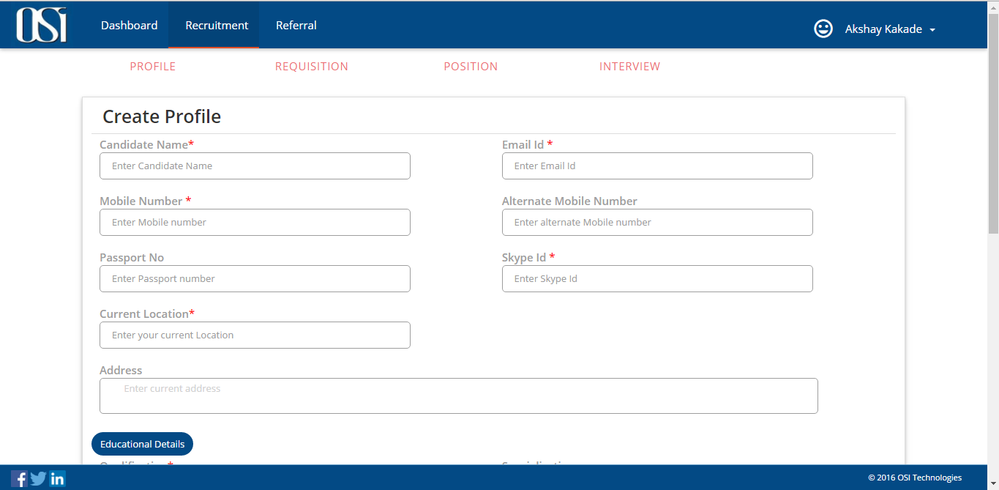 OSI
Dashboard Recruitment Referral Akshay Kakade
PROFILE REQUISITION POSITION INTERVIEW
Create Profile
Candidate Name* Email Id *
Enter Candidate Name Enter Email Id
Mobile Number * Alternate Mobile Number
Enter Mobile number Enter alternate Mobile number
Passport No Skype Id *
Enter Passport number Enter Skype Id
Current Location*
Enter your current Location
Address
Enter current address
Educational Details
f in © 2016 OSI Technologies